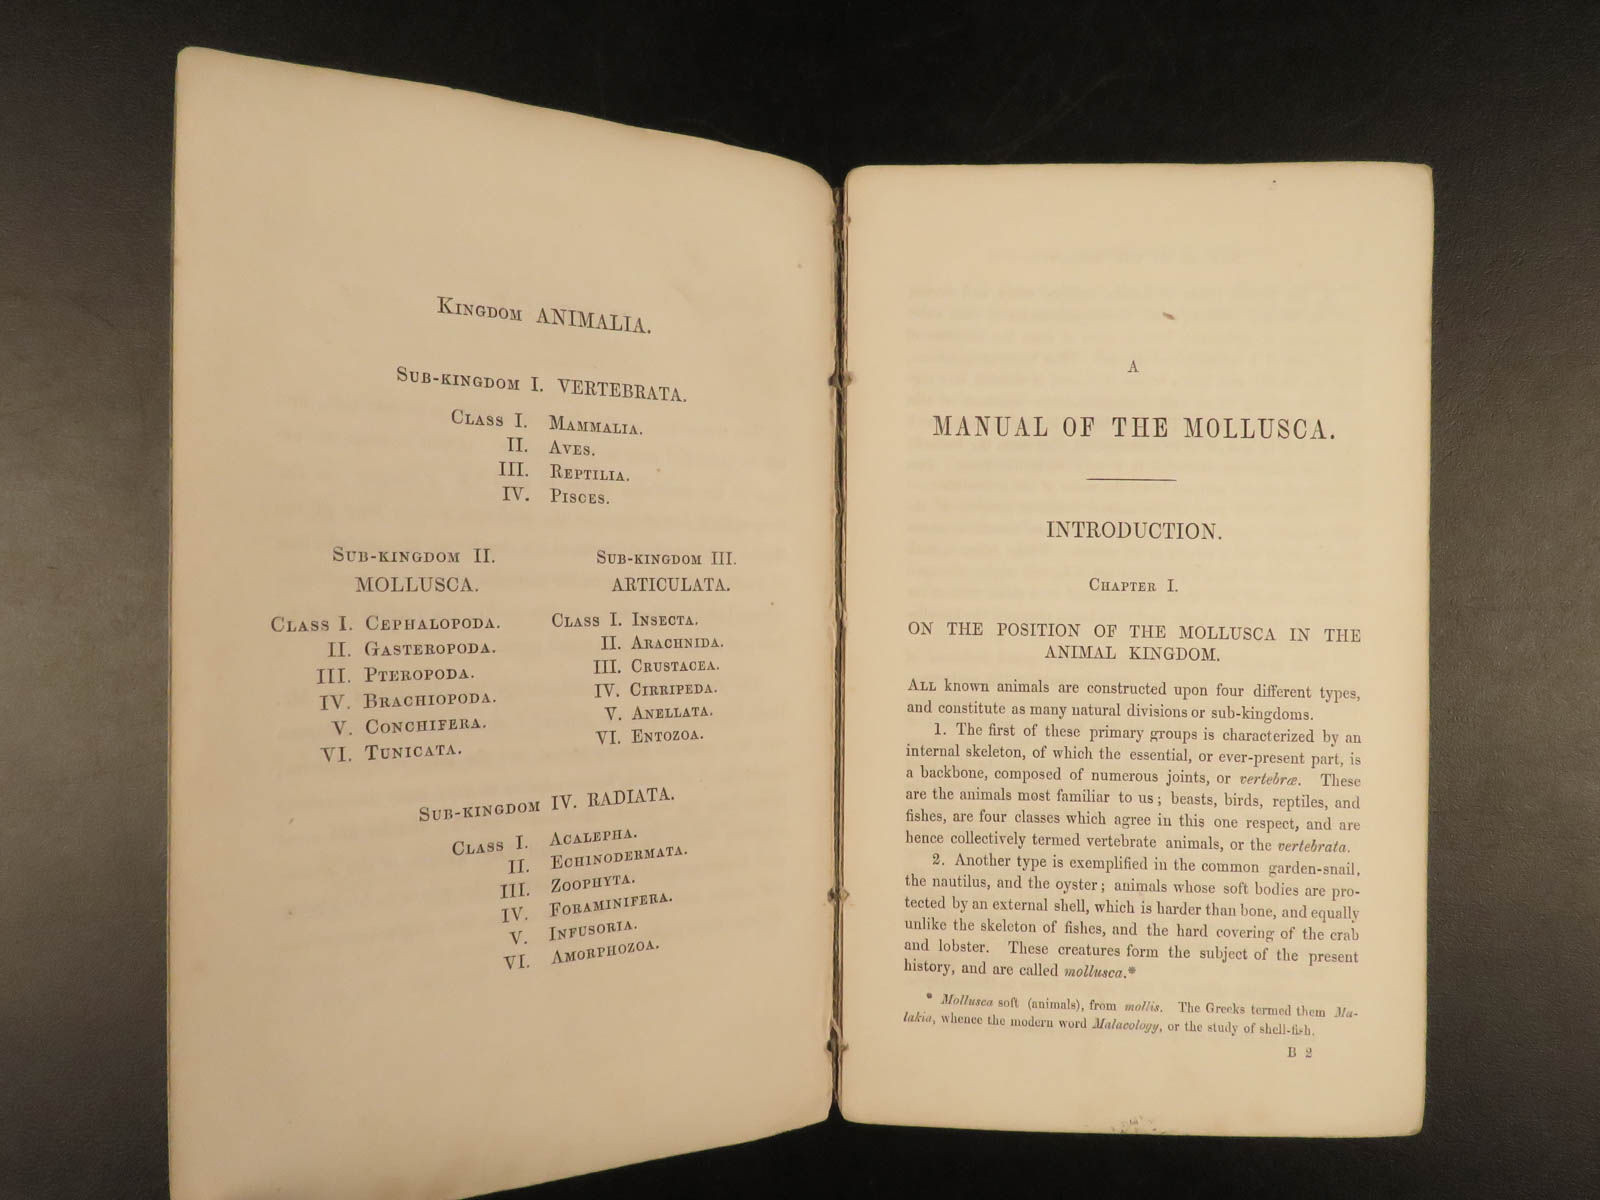 Kingdom ANIMALIA.
Sub-kingdom I. VERTEBRATA.
Class I. Mammalia.
II. Aves.
III. Reptilia.
IV. Pisces.
Sub-kingdom II.
MOLLUSCA.
Class I. Cephalopoda.
II. Gasteropoda.
III. Pteropoda.
IV. Brachiopoda.
V. Conchifera.
VI. Tunicata.
Sub-kingdom III.
ARTICULATA.
Class I. Insecta.
II. Arachnida.
III. Crustacea.
IV. Cirripeda.
V. Anellata.
VI. Entozoa.
Sub-kingdom IV. RADIATA.
Class I. Acalepha.
II. Echinodermata.
III. Zoophyta.
IV. Foraminifera.
V. Infusoria.
VI. Amorphozoa.
A
MANUAL OF THE MOLLUSCA.
INTRODUCTION.
Chapter I.
ON THE POSITION OF THE MOLLUSCA IN THE
ANIMAL KINGDOM.
All known animals are constructed upon four different types,
and constitute as many natural divisions or sub-kingdoms.
1. The first of these primary groups is characterized by an
internal skeleton, of which the essential, or ever-present part, is
a backbone, composed of numerous joints, or vertebræ. These
are the animals most familiar to us; beasts, birds, reptiles, and
fishes, are four classes which agree in this one respect, and are
hence collectively termed vertebrate animals, or the vertebrata.
2. Another type is exemplified in the common garden-snail,
the nautilus, and the oyster; animals whose soft bodies are pro-
tected by an external shell, which is harder than bone, and equally
unlike the skeleton of fishes, and the hard covering of the crab
and lobster. These creatures form the subject of the present
history, and are called mollusca.*
* Mollusca soft (animals), from mollis. The Greeks termed them Ma-
lakia, whence the modern word Malacology, or the study of shell-fish.
B 2